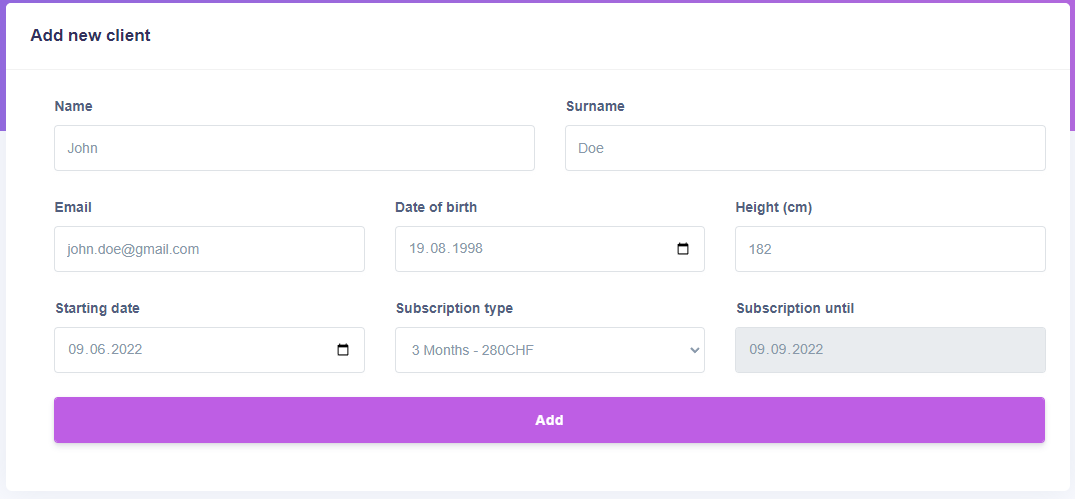 Add new client
Name Surname
John Doe
Email Date of birth Height (cm)
john.doe@gmail.com 19.08.1998 182
Starting date Subscription type Subscription until
09.06.2022 3 Months - 280CHF 09.09.2022
Add